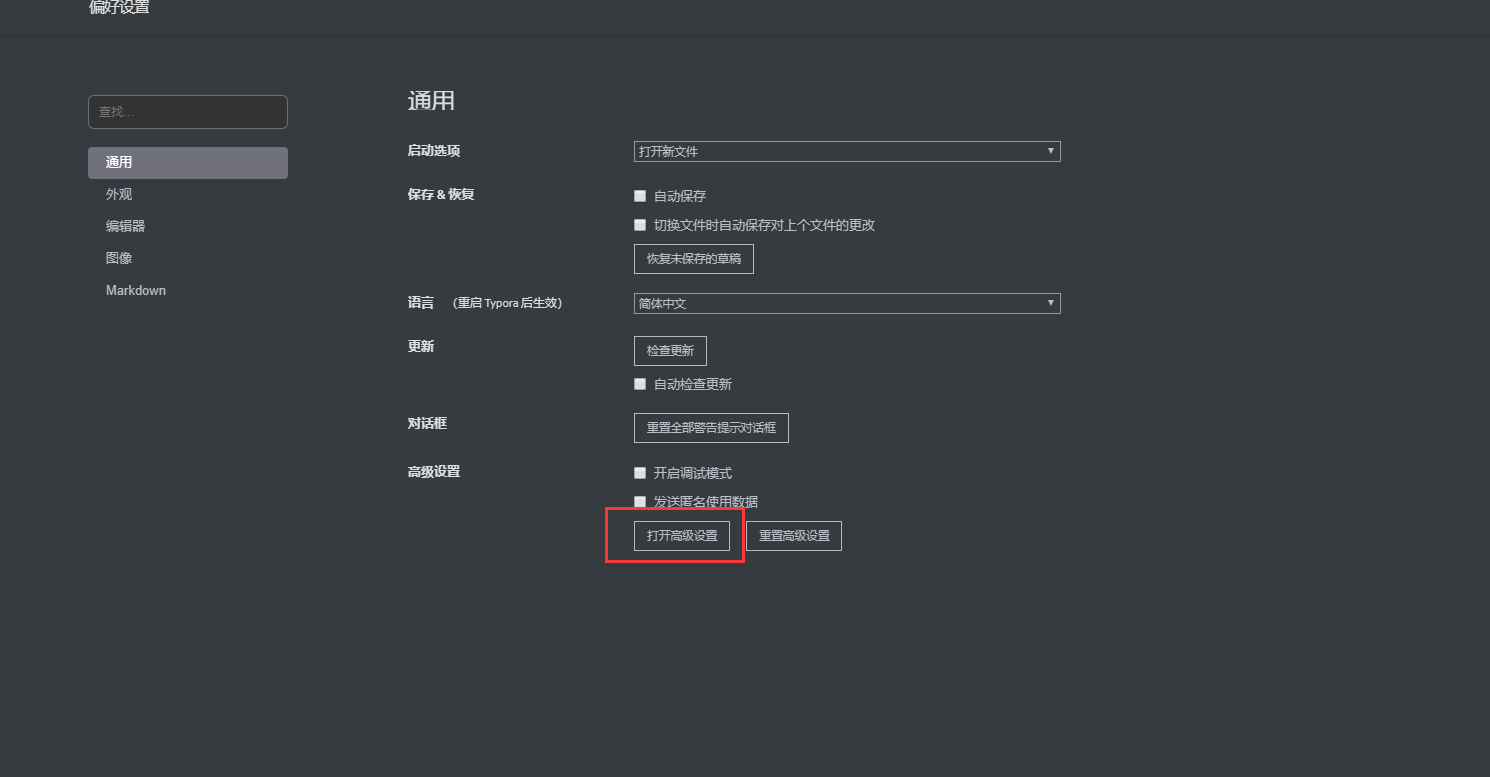 偏好设置
查找...
通用
外观
编辑器
图像
Markdown
通用
启动选项
打开新文件
保存 & 恢复
自动保存
切换文件时自动保存对上个文件的更改
恢复未保存的草稿
语言 (重启 Typora 后生效)
简体中文
更新
检查更新
自动检查更新
对话框
重置全部警告提示对话框
高级设置
开启调试模式
发送匿名使用数据
打开高级设置 重置高级设置